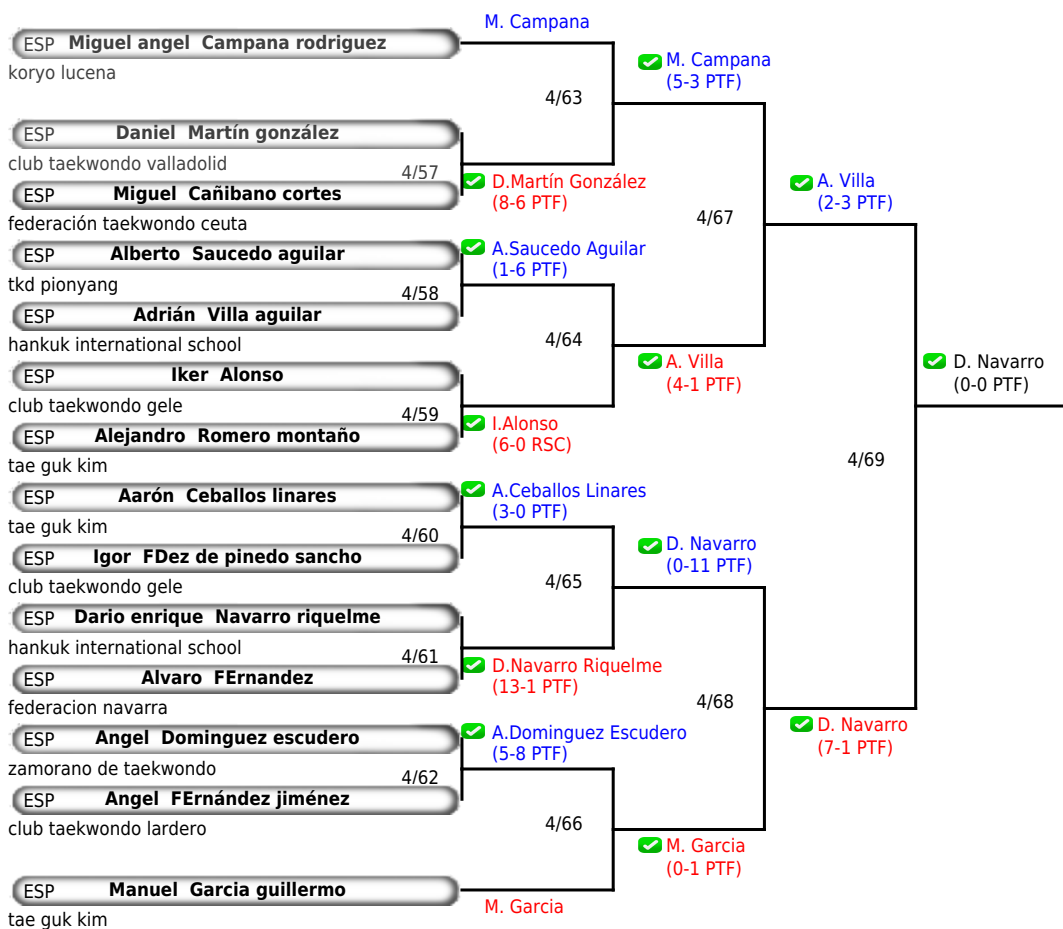 M. Campana
ESP Miguel angel Campana rodriguez
koryo lucena
M. Campana
(5-3 PTF)
4/63
ESP Daniel Martín gonzález
club taekwondo valladolid
4/57
D.Martín González
(8-6 PTF)
ESP Miguel Cañibano cortes
federación taekwondo ceuta
A. Villa
(2-3 PTF)
4/67
ESP Alberto Saucedo aguilar
tkd pionyang
A.Saucedo Aguilar
(1-6 PTF)
4/58
ESP Adrián Villa aguilar
hankuk international school
4/64
A. Villa
(4-1 PTF)
D. Navarro
(0-0 PTF)
ESP Iker Alonso
club taekwondo gele
4/59
I.Alonso
(6-0 RSC)
ESP Alejandro Romero montaño
tae guk kim
4/69
ESP Aarón Ceballos linares
tae guk kim
A.Ceballos Linares
(3-0 PTF)
4/60
D. Navarro
(0-11 PTF)
ESP Igor FDez de pinedo sancho
club taekwondo gele
4/65
ESP Dario enrique Navarro riquelme
hankuk international school
4/61
D.Navarro Riquelme
(13-1 PTF)
ESP Alvaro FErnandez
federacion navarra
4/68
D. Navarro
(7-1 PTF)
ESP Angel Dominguez escudero
zamorano de taekwondo
A.Dominguez Escudero
(5-8 PTF)
4/62
ESP Angel FErnández jiménez
club taekwondo lardero
4/66
M. Garcia
(0-1 PTF)
ESP Manuel Garcia guillermo
tae guk kim
M. Garcia